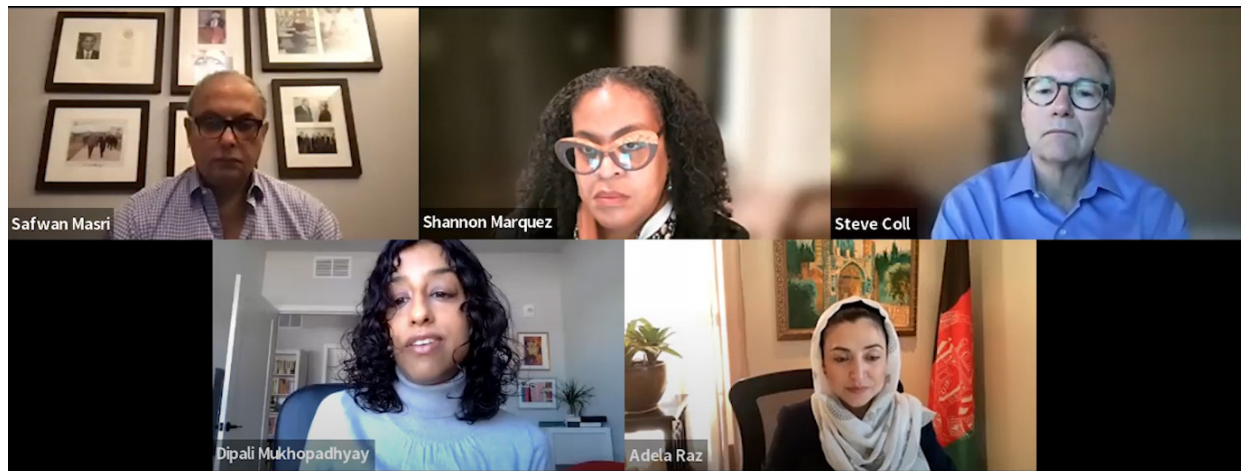 Safwan Masri
Shannon Marquez
Steve Coll
Dipali Mukhopadhyay
Adela Raz